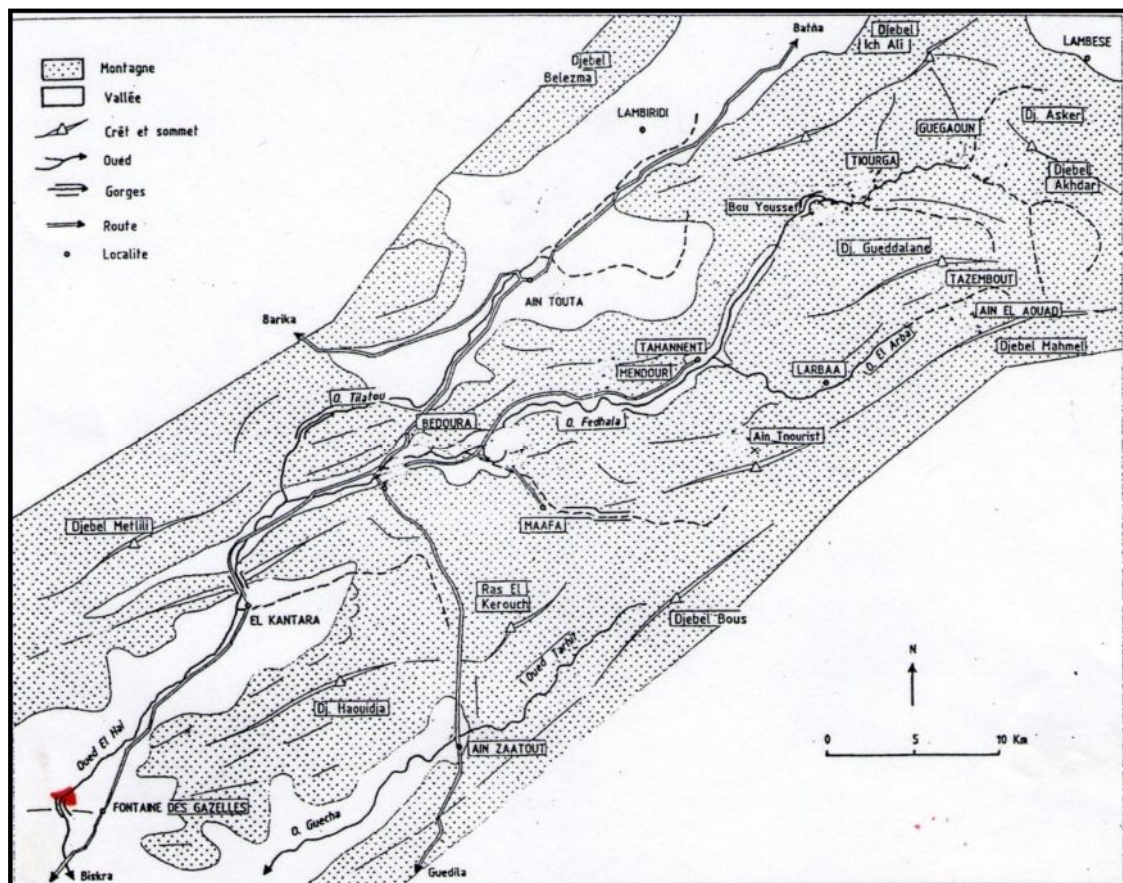 Montagne
Vallée
Crêt et sommet
Oued
Gorges
Route
Localite
Batna
Djebel
Belezma
Djebel
Ich Ali
LAMBESE
LAMBIRIDI
GUEGAOUN
Dj. Asker
TIOURGA
Djebel
Akhdar
Bou Youssef
Dj. Gueddalane
TAZEMBOUT
AIN TOUTA
AIN EL AOUAD
Barika
TAHANNENT
Djebel Mahmel
MENDOUR
LARBAA
O. El Arbaa
O. Tilatou
BEDOURA
O. Fedhala
Ain Tnourist
Djebel Metlili
MAAFA
Ras El
Kerouch
EL KANTARA
Djebel Bous
Oued Tarhit
N
Dj. Haouidja
Oued El Hai
AIN ZAATOUT
0 5 10 Km
FONTAINE DES GAZELLES
O. Guecha
Biskra
Guedila